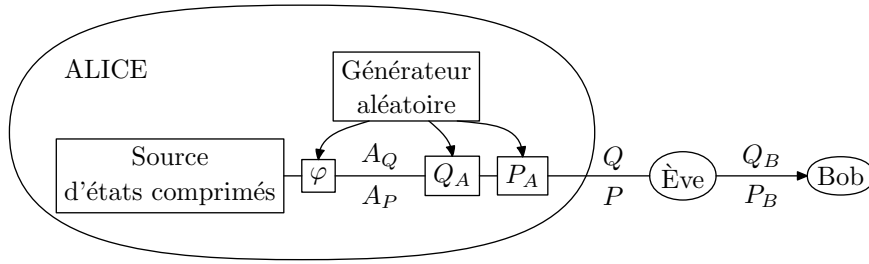 ALICE
Générateur
aléatoire
Source
d'états comprimés
φ
A_Q
A_P
Q_A
P_A
Q
P
Ève
Q_B
P_B
Bob